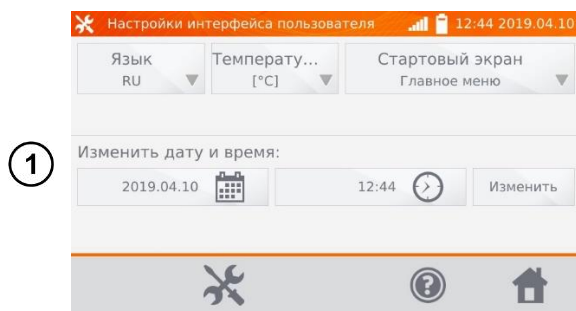 Настройки интерфейса пользователя 12:44 2019.04.10
Язык Температу... Стартовый экран
RU [°C] Главное меню
1
Изменить дату и время:
2019.04.10 12:44 Изменить